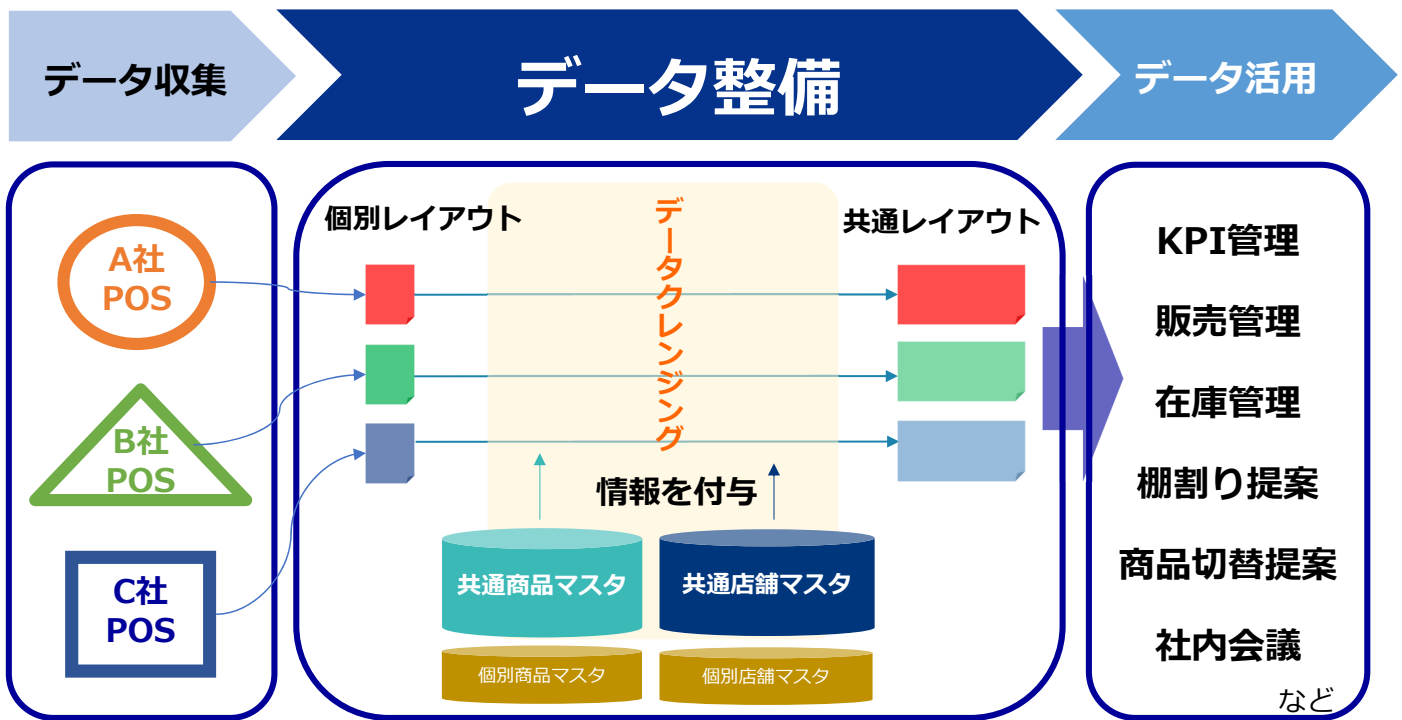 データ収集
データ整備
データ活用
A社
POS
B社
POS
C社
POS
個別レイアウト
データクレンジング
共通レイアウト
情報を付与
共通商品マスタ
共通店舗マスタ
個別商品マスタ
個別店舗マスタ
KPI管理
販売管理
在庫管理
棚割り提案
商品切替提案
社内会議
など